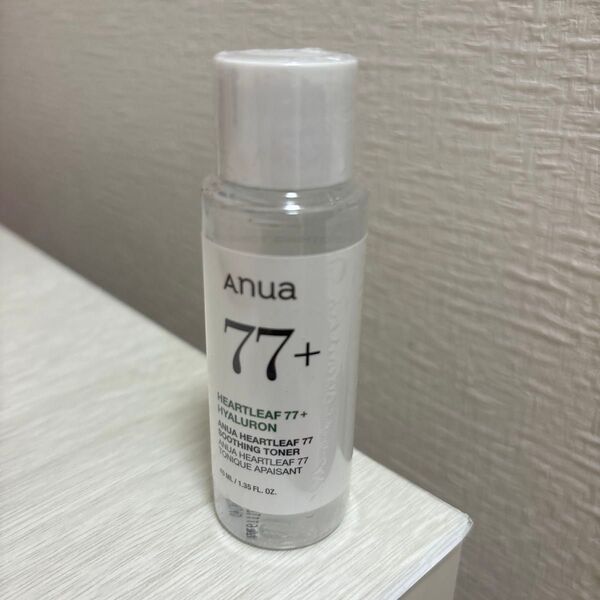 Anua
77+
HEARTLEAF 77+
HYALURON
ANUA HEARTLEAF 77
SOOTHING TONER
ANUA HEARTLEAF 77
TONIQUE APAISANT
40 ML / 1.35 FL. OZ.